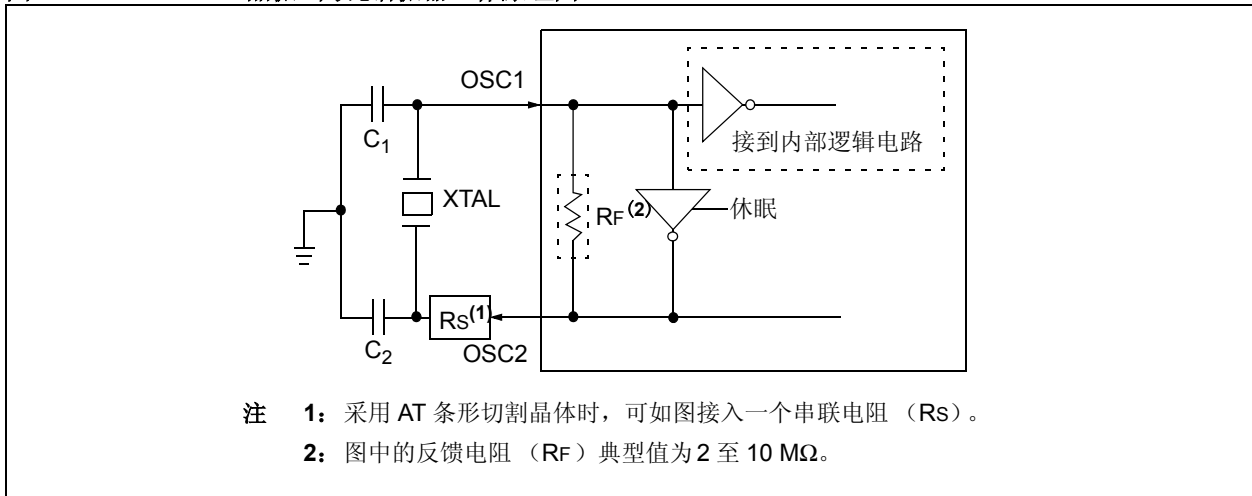 OSC1
C1
接到内部逻辑电路
XTAL
RF(2)
休眠
RS(1)
C2
OSC2
注 1: 采用 AT 条形切割晶体时，可如图接入一个串联电阻 （RS）。
2: 图中的反馈电阻 （RF）典型值为 2 至 10 MΩ。